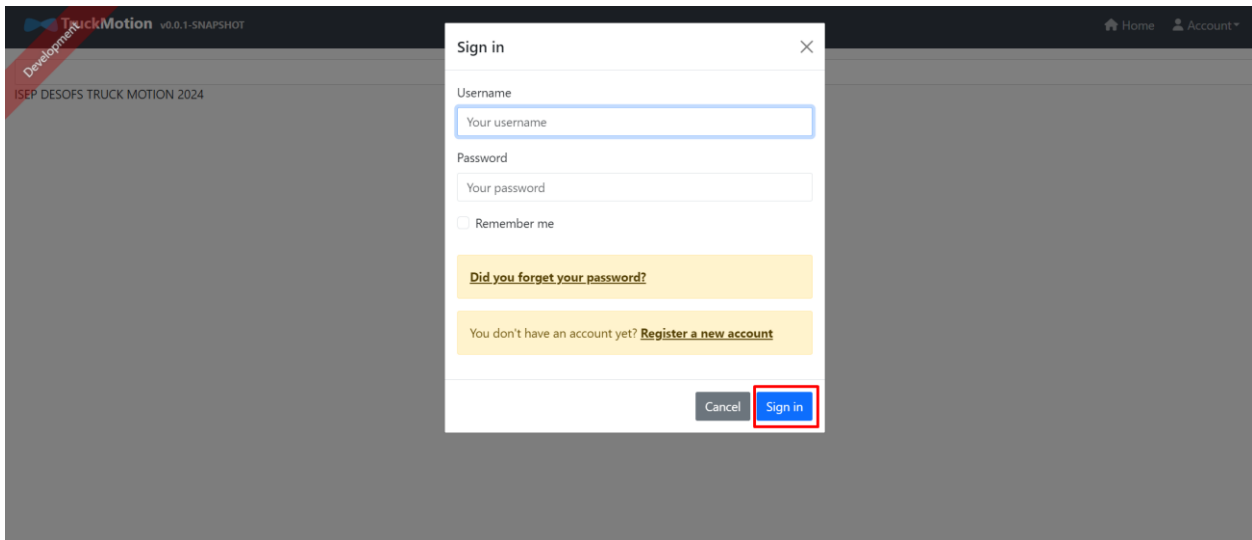 TruckMotion v0.0.1-SNAPSHOT
Home Account
Development
ISEP DESOFS TRUCK MOTION 2024
Sign in
Username
Your username
Password
Your password
Remember me
Did you forget your password?
You don't have an account yet? Register a new account
Cancel Sign in